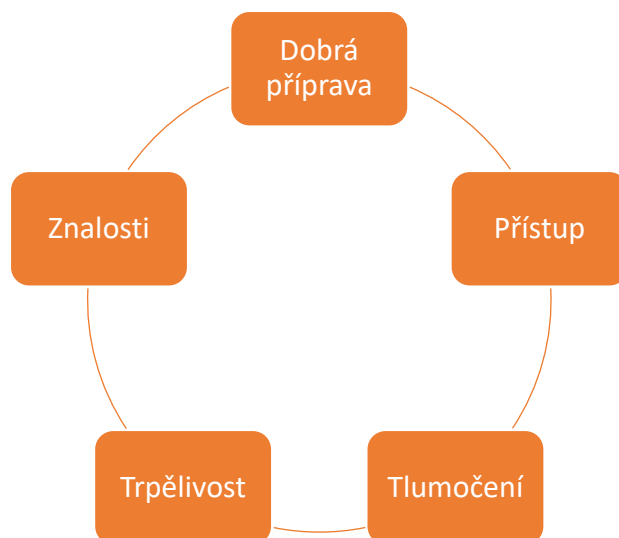 Dobrá
příprava
Přístup
Tlumočení
Trpělivost
Znalosti